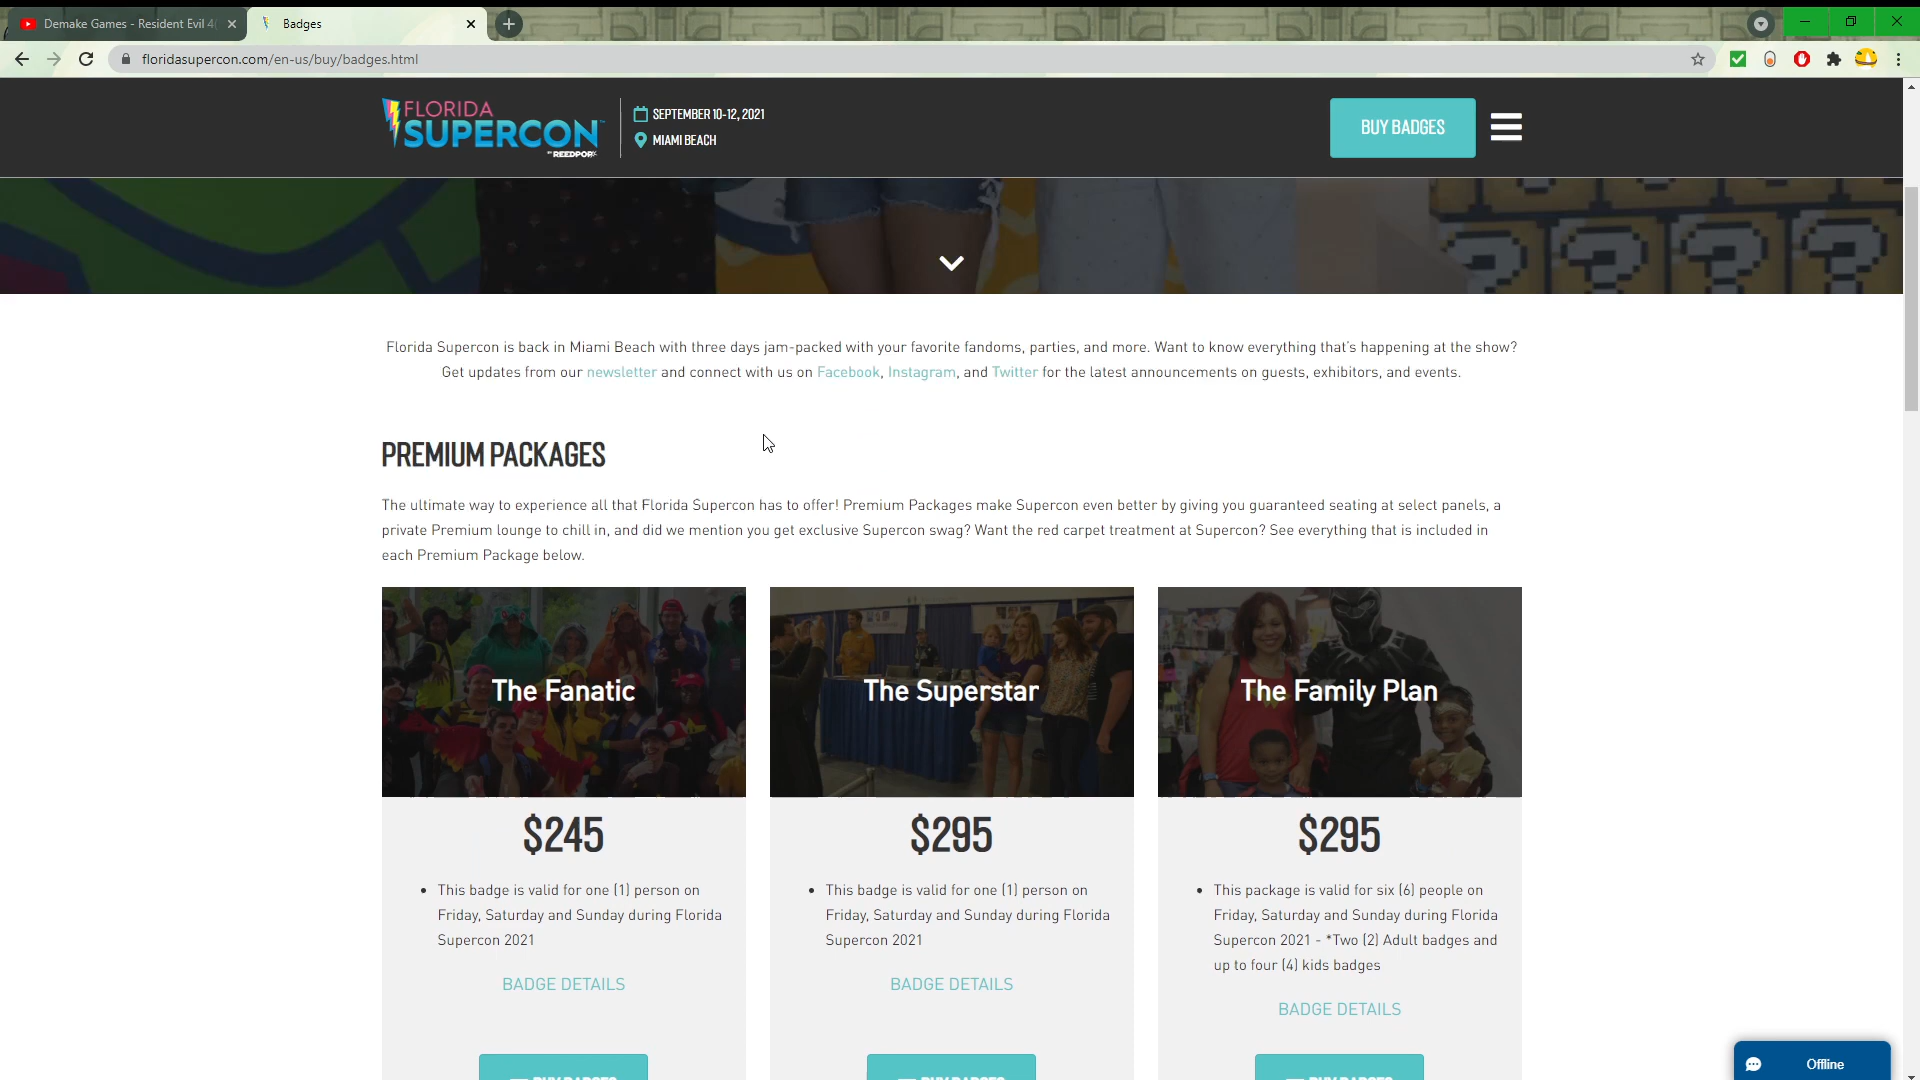 Demake Games - Resident Evil 4(
Badges
floridasupercon.com/en-us/buy/badges.html
FLORIDA
SUPERCON
BY REEDPOP
SEPTEMBER 10-12, 2021
MIAMI BEACH
BUY BADGES
Florida Supercon is back in Miami Beach with three days jam-packed with your favorite fandoms, parties, and more. Want to know everything that's happening at the show?
Get updates from our newsletter and connect with us on Facebook, Instagram, and Twitter for the latest announcements on guests, exhibitors, and events.
PREMIUM PACKAGES
The ultimate way to experience all that Florida Supercon has to offer! Premium Packages make Supercon even better by giving you guaranteed seating at select panels, a
private Premium lounge to chill in, and did we mention you get exclusive Supercon swag? Want the red carpet treatment at Supercon? See everything that is included in
each Premium Package below.
The Fanatic
$245
• This badge is valid for one (1) person on
Friday, Saturday and Sunday during Florida
Supercon 2021
BADGE DETAILS
BUY BADGES
The Superstar
$295
• This badge is valid for one (1) person on
Friday, Saturday and Sunday during Florida
Supercon 2021
BADGE DETAILS
BUY BADGES
The Family Plan
$295
• This package is valid for six (6) people on
Friday, Saturday and Sunday during Florida
Supercon 2021 - *Two (2) Adult badges and
up to four (4) kids badges
BADGE DETAILS
BUY BADGES
Offline